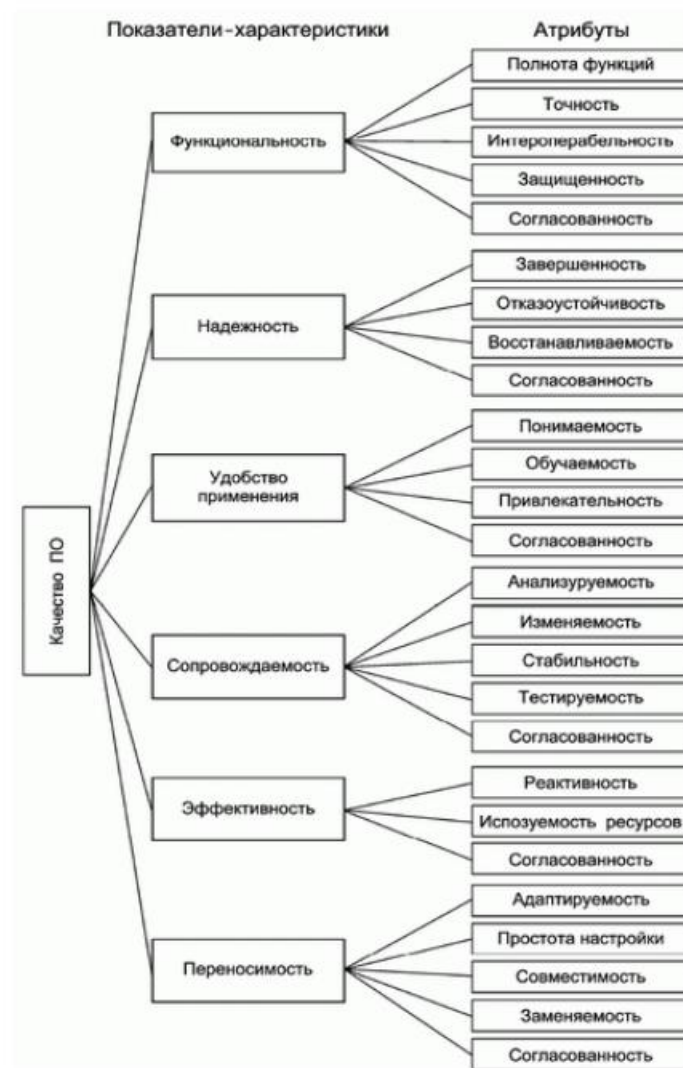 Показатели-характеристики
Атрибуты
Качество ПО
Функциональность
Полнота функций
Точность
Интероперабельность
Защищенность
Согласованность
Надежность
Завершенность
Отказоустойчивость
Восстанавливаемость
Согласованность
Удобство
применения
Понимаемость
Обучаемость
Привлекательность
Согласованность
Сопровождаемость
Анализуруемость
Изменяемость
Стабильность
Тестируемость
Согласованность
Эффективность
Реактивность
Испозуемость ресурсов
Согласованность
Переносимость
Адаптируемость
Простота настройки
Совместимость
Заменяемость
Согласованность